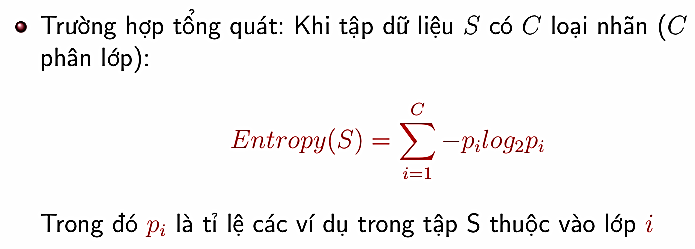 • Trường hợp tổng quát: Khi tập dữ liệu S có C loại nhãn (C
phân lớp):
Entropy(S) = \sum_{i=1}^{C} -p_i log_2 p_i
Trong đó p_i là tỉ lệ các ví dụ trong tập S thuộc vào lớp i